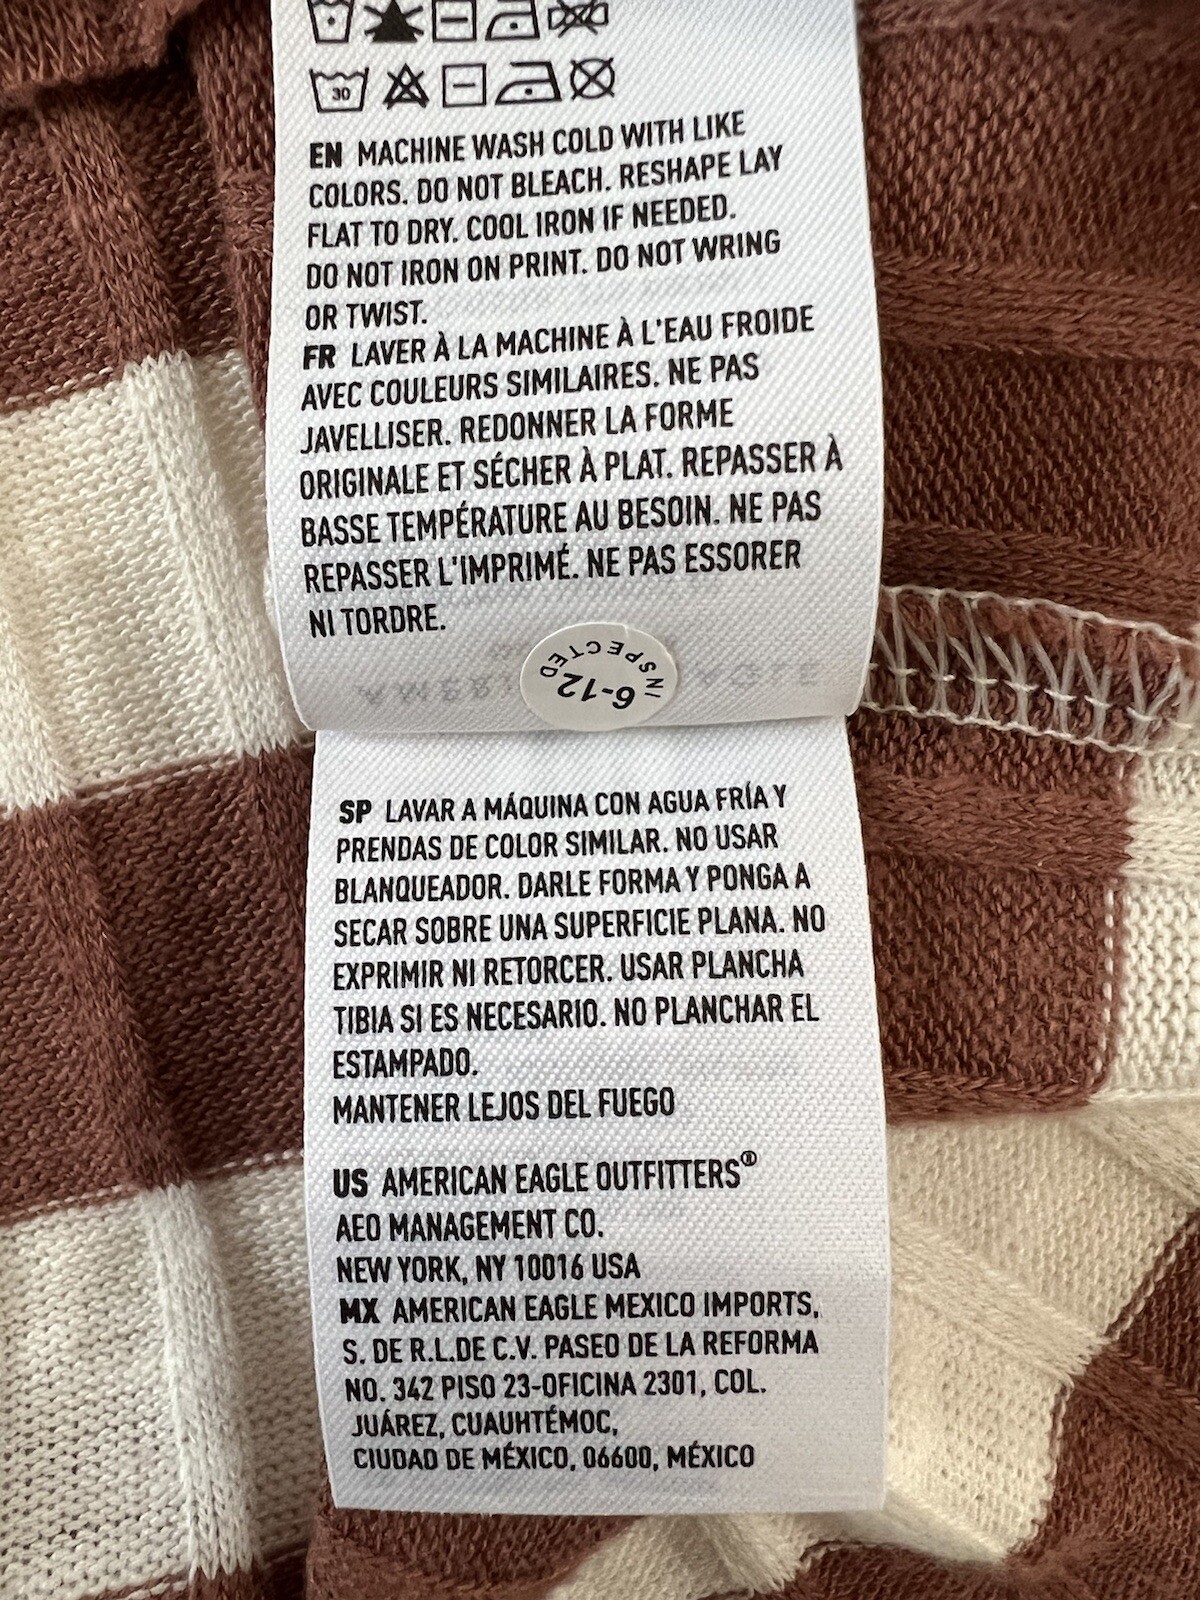 30
EN MACHINE WASH COLD WITH LIKE
COLORS. DO NOT BLEACH. RESHAPE LAY
FLAT TO DRY. COOL IRON IF NEEDED.
DO NOT IRON ON PRINT. DO NOT WRING
OR TWIST.
FR LAVER À LA MACHINE À L'EAU FROIDE
AVEC COULEURS SIMILAIRES. NE PAS
JAVELLISER. REDONNER LA FORME
ORIGINALE ET SÉCHER À PLAT. REPASSER À
BASSE TEMPÉRATURE AU BESOIN. NE PAS
REPASSER L'IMPRIMÉ. NE PAS ESSORER
NI TORDRE.
INSPECTED
6-12
SP LAVAR A MÁQUINA CON AGUA FRÍA Y
PRENDAS DE COLOR SIMILAR. NO USAR
BLANQUEADOR. DARLE FORMA Y PONGA A
SECAR SOBRE UNA SUPERFICIE PLANA. NO
EXPRIMIR NI RETORCER. USAR PLANCHA
TIBIA SI ES NECESARIO. NO PLANCHAR EL
ESTAMPADO.
MANTENER LEJOS DEL FUEGO
US AMERICAN EAGLE OUTFITTERS®
AEO MANAGEMENT CO.
NEW YORK, NY 10016 USA
MX AMERICAN EAGLE MEXICO IMPORTS,
S. DE R.L.DE C.V. PASEO DE LA REFORMA
NO. 342 PISO 23-OFICINA 2301, COL.
JUÁREZ, CUAUHTÉMOC,
CIUDAD DE MÉXICO, 06600, MÉXICO